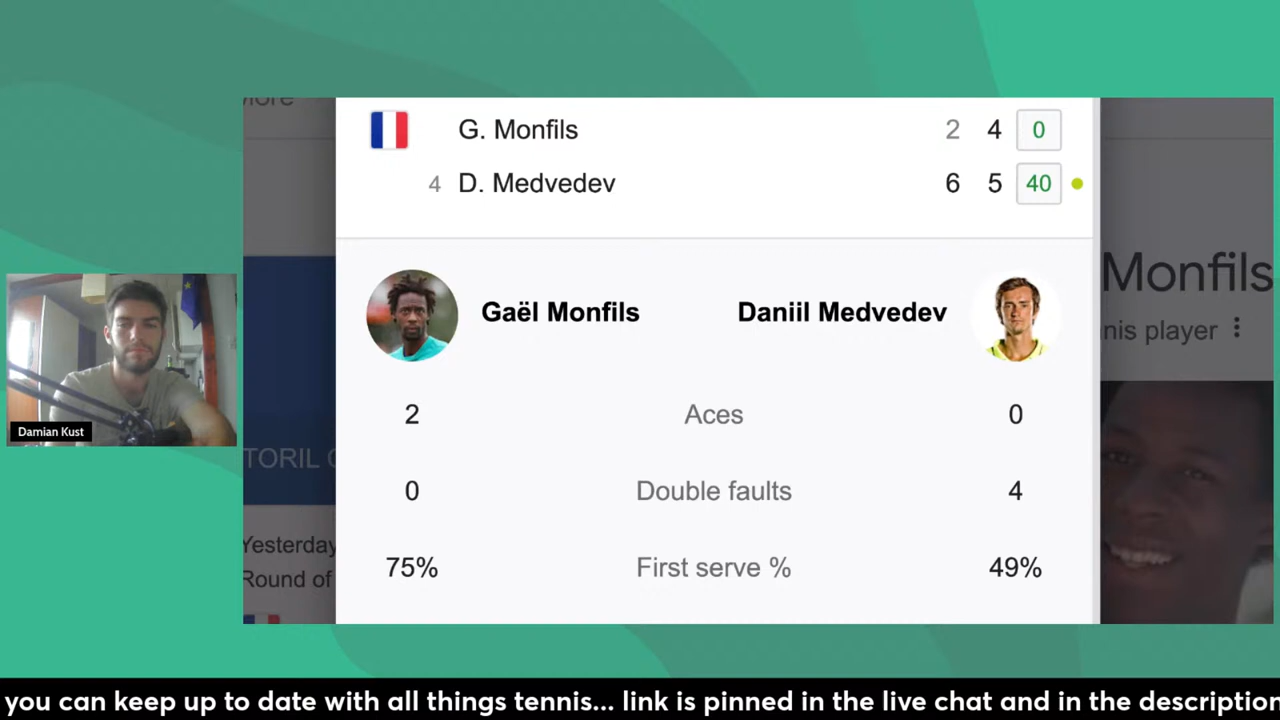 G. Monfils 2 4 0
4 D. Medvedev 6 5 40
Gaël Monfils Daniil Medvedev
Monfils
nis player
2 Aces 0
TORIL
0 Double faults 4
Yesterday
75% First serve % 49%
Round of
Damian Kust
you can keep up to date with all things tennis... link is pinned in the live chat and in the description